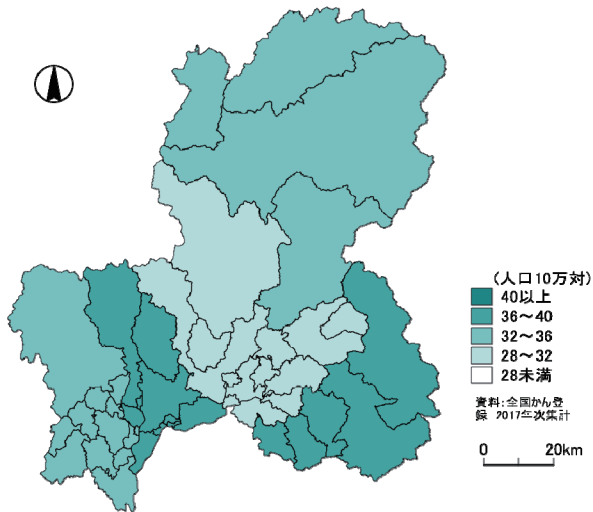 (人口10万対)
40以上
36～40
32～36
28～32
28未満
資料:全国がん登
録 2017年次集計
0 20km